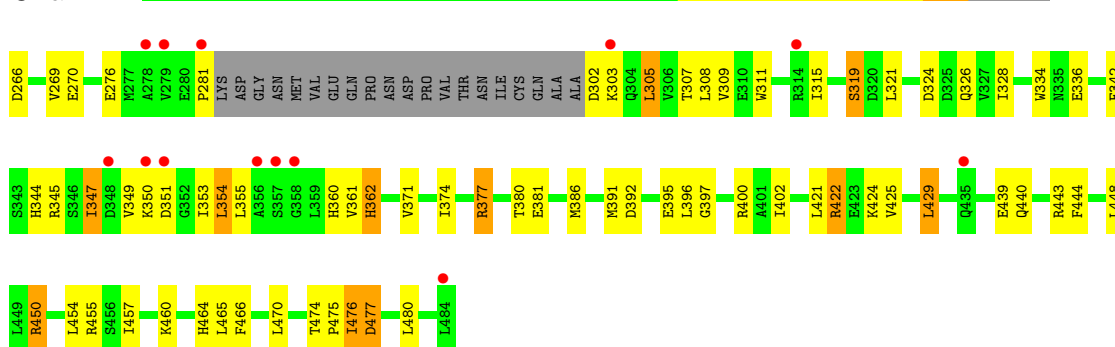 D266 V269 E270 E276 M277 A278 V279 E280 P281 LYS ASP GLY ASN MET VAL GLU GLN PRO ASN ASP PRO VAL THR ASN ILE CYS GLN ALA ALA D302 K303 Q304 L305 V306 T307 L308 V309 E310 W311 R314 I315 S319 D320 L321 D324 D325 Q326 V327 I328 W334 N335 E336
S343 H344 R345 S346 I347 D348 V349 K350 D351 G352 I353 L354 L355 A356 S357 G358 L359 H360 V361 H362 V371 I374 R377 T380 E381 M386 M391 D392 E395 L396 G397 R400 A401 I402 L421 R422 E423 K424 V425 L429 Q435 E439 Q440 R443 F444
L449 R450 L454 R455 S456 I457 K460 H464 L465 F466 L470 T474 P475 I476 D477 L480 L484